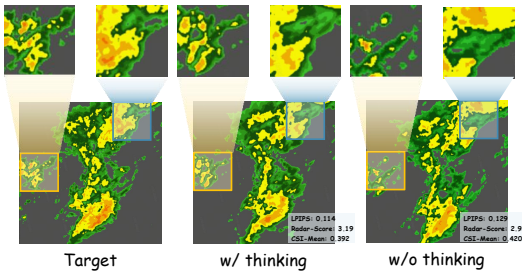 LPIPS: 0.114
Radar-Score: 3.19
CSI-Mean: 0.392
LPIPS: 0.129
Radar-Score: 2.9
CSI-Mean: 0.420
Target
w/ thinking
w/o thinking